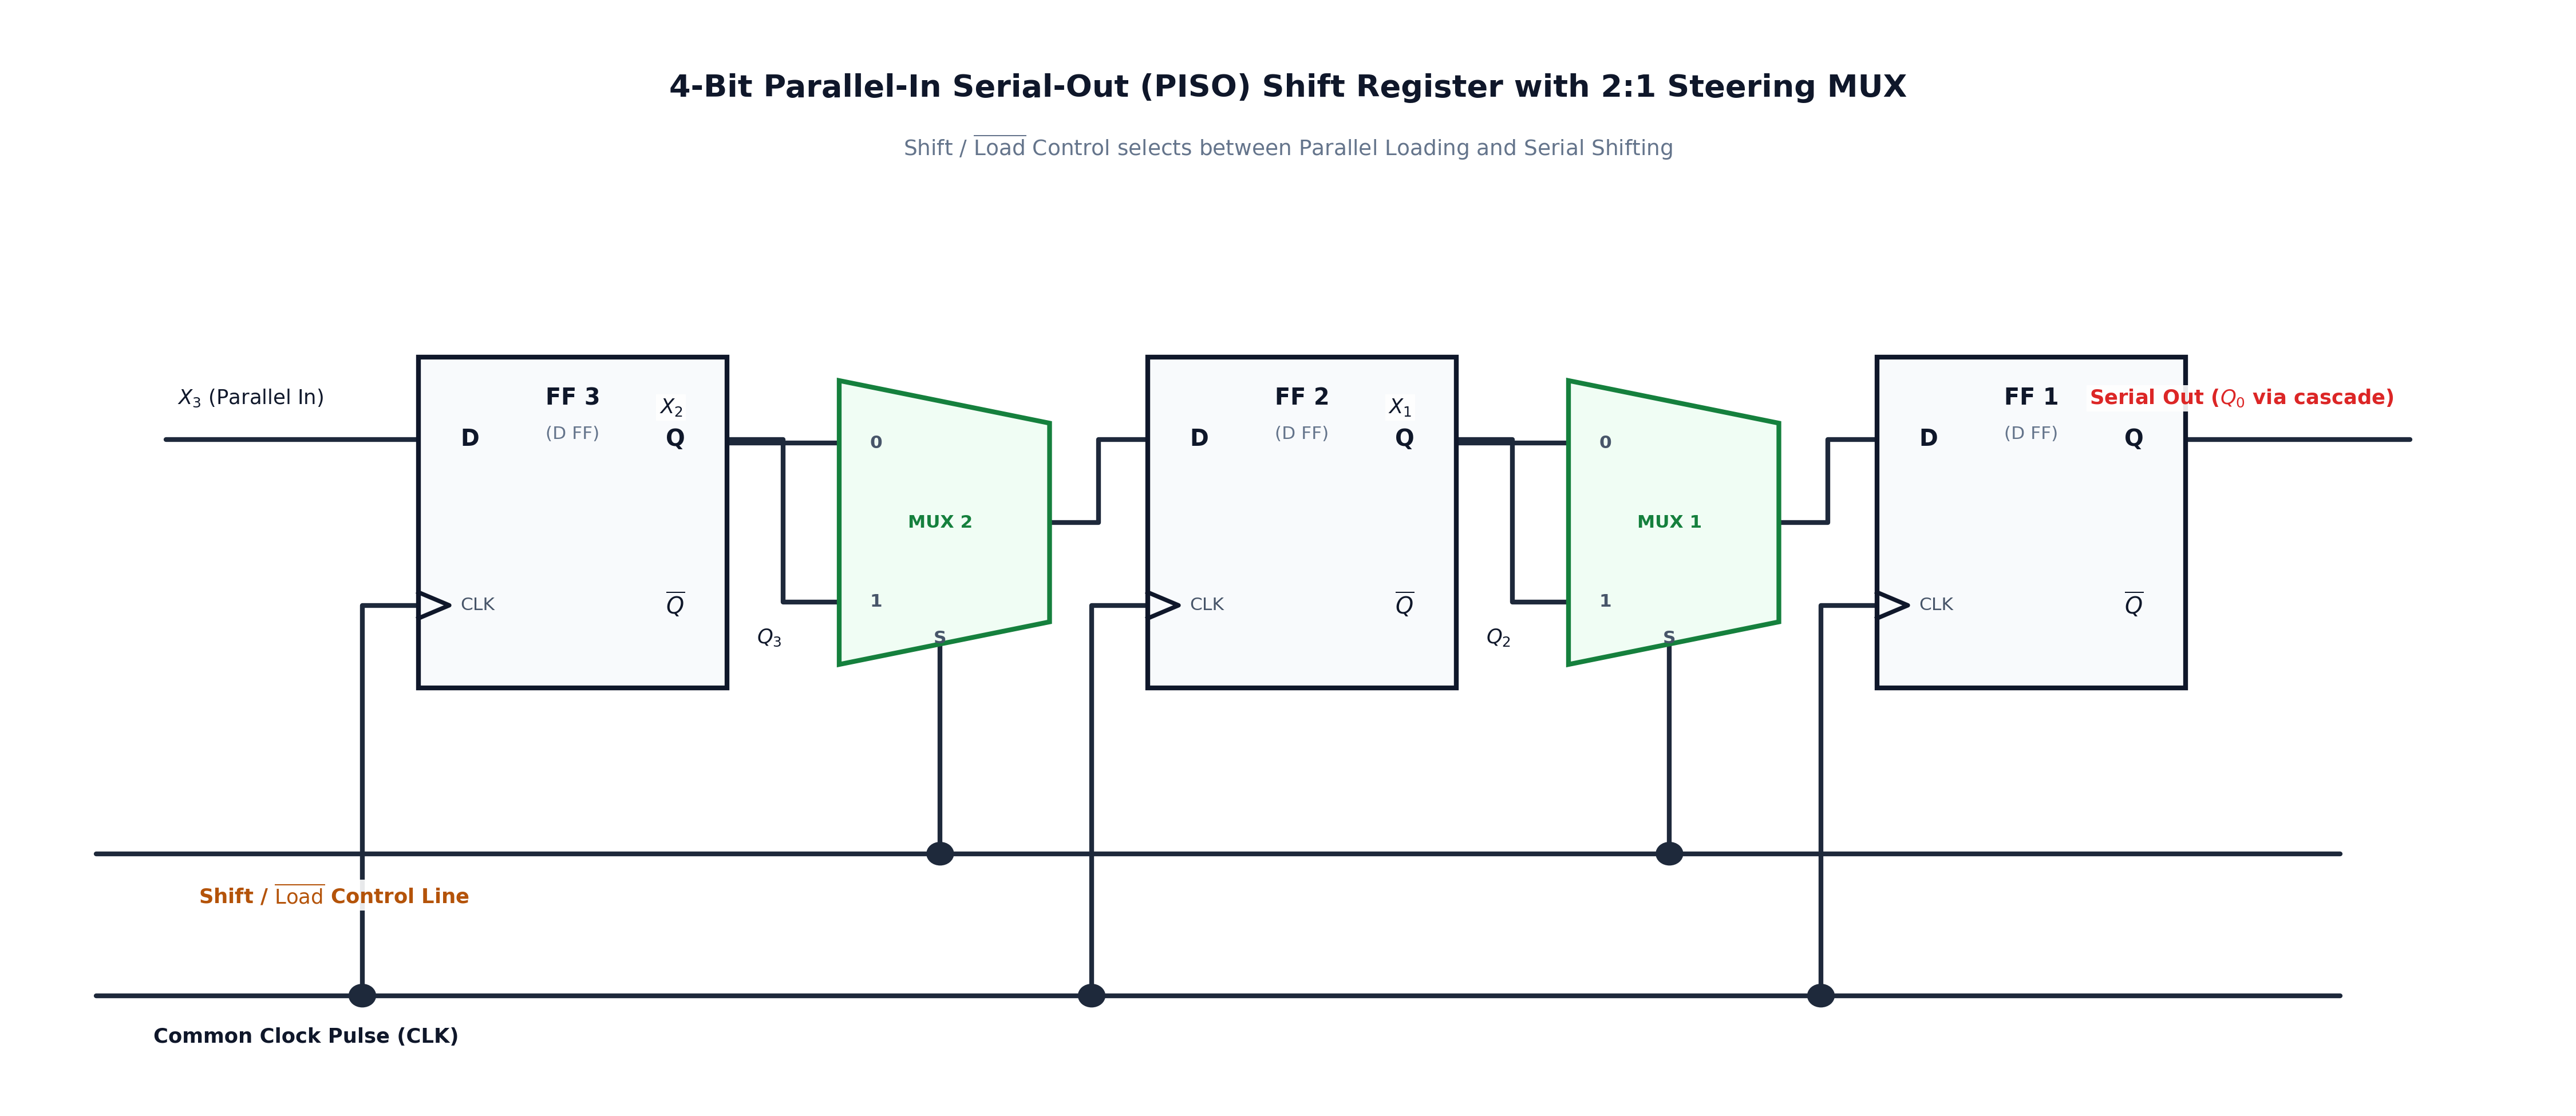 4-Bit Parallel-In Serial-Out (PISO) Shift Register with 2:1 Steering MUX
Shift / L̅o̅a̅d̅ Control selects between Parallel Loading and Serial Shifting
X₃ (Parallel In)
FF 3
(D FF)
D
X₂
Q
CLK
Q̅
Q₃
0
MUX 2
1
S
FF 2
(D FF)
D
X₁
Q
CLK
Q̅
Q₂
0
MUX 1
1
S
FF 1
(D FF)
D
Q
CLK
Q̅
Serial Out (Q₀ via cascade)
Shift / L̅o̅a̅d̅ Control Line
Common Clock Pulse (CLK)